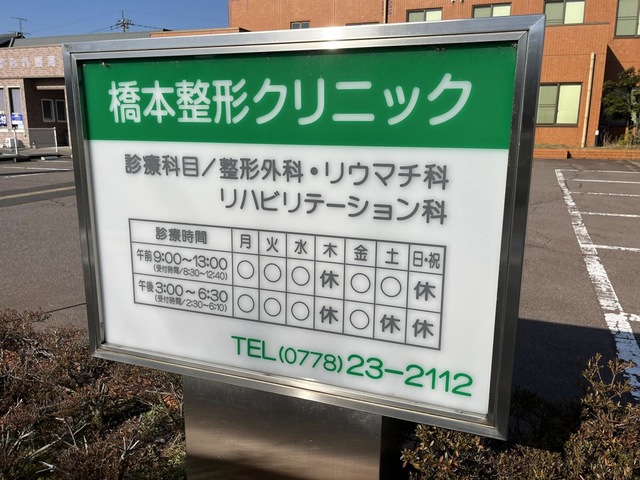 橋本整形クリニック
診療科目/整形外科・リウマチ科
リハビリテーション科
診療時間 月 火 水 木 金 土 日・祝
午前9:00〜13:00 ○ ○ ○ 休 ○ ○ 休
(受付時間/8:30〜12:40)
午後3:00〜6:30 ○ ○ ○ 休 ○ 休 休
(受付時間/2:30〜6:10)
TEL(0778)23-2112